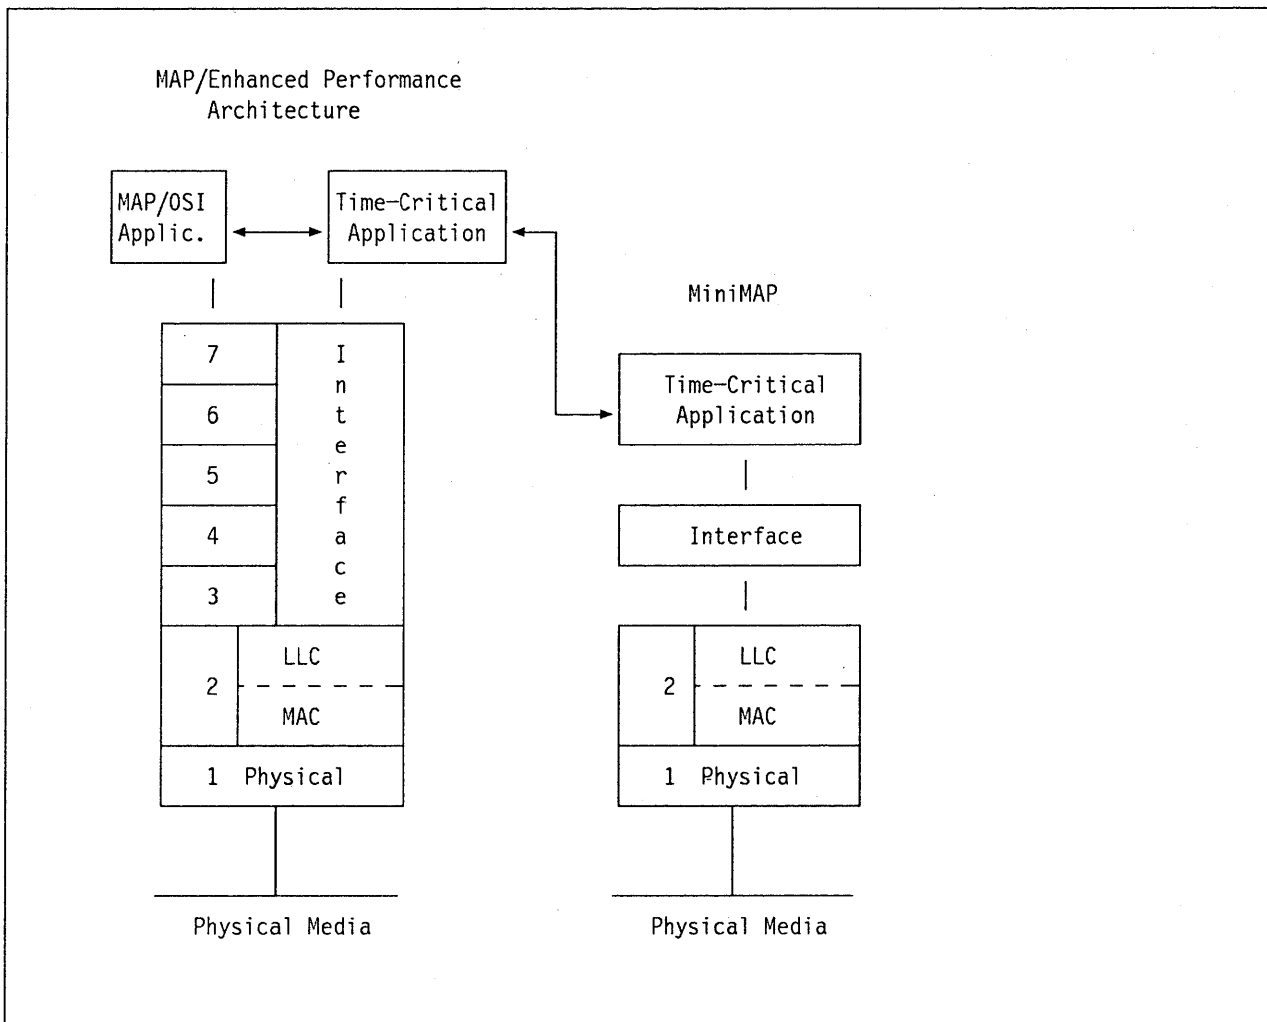 MAP/Enhanced Performance
Architecture
MAP/OSI
Applic.
Time-Critical
Application
MiniMAP
7
6
5
4
3
Interface
Time-Critical
Application
Interface
2
LLC
MAC
1 Physical
2
LLC
MAC
1 Physical
Physical Media
Physical Media